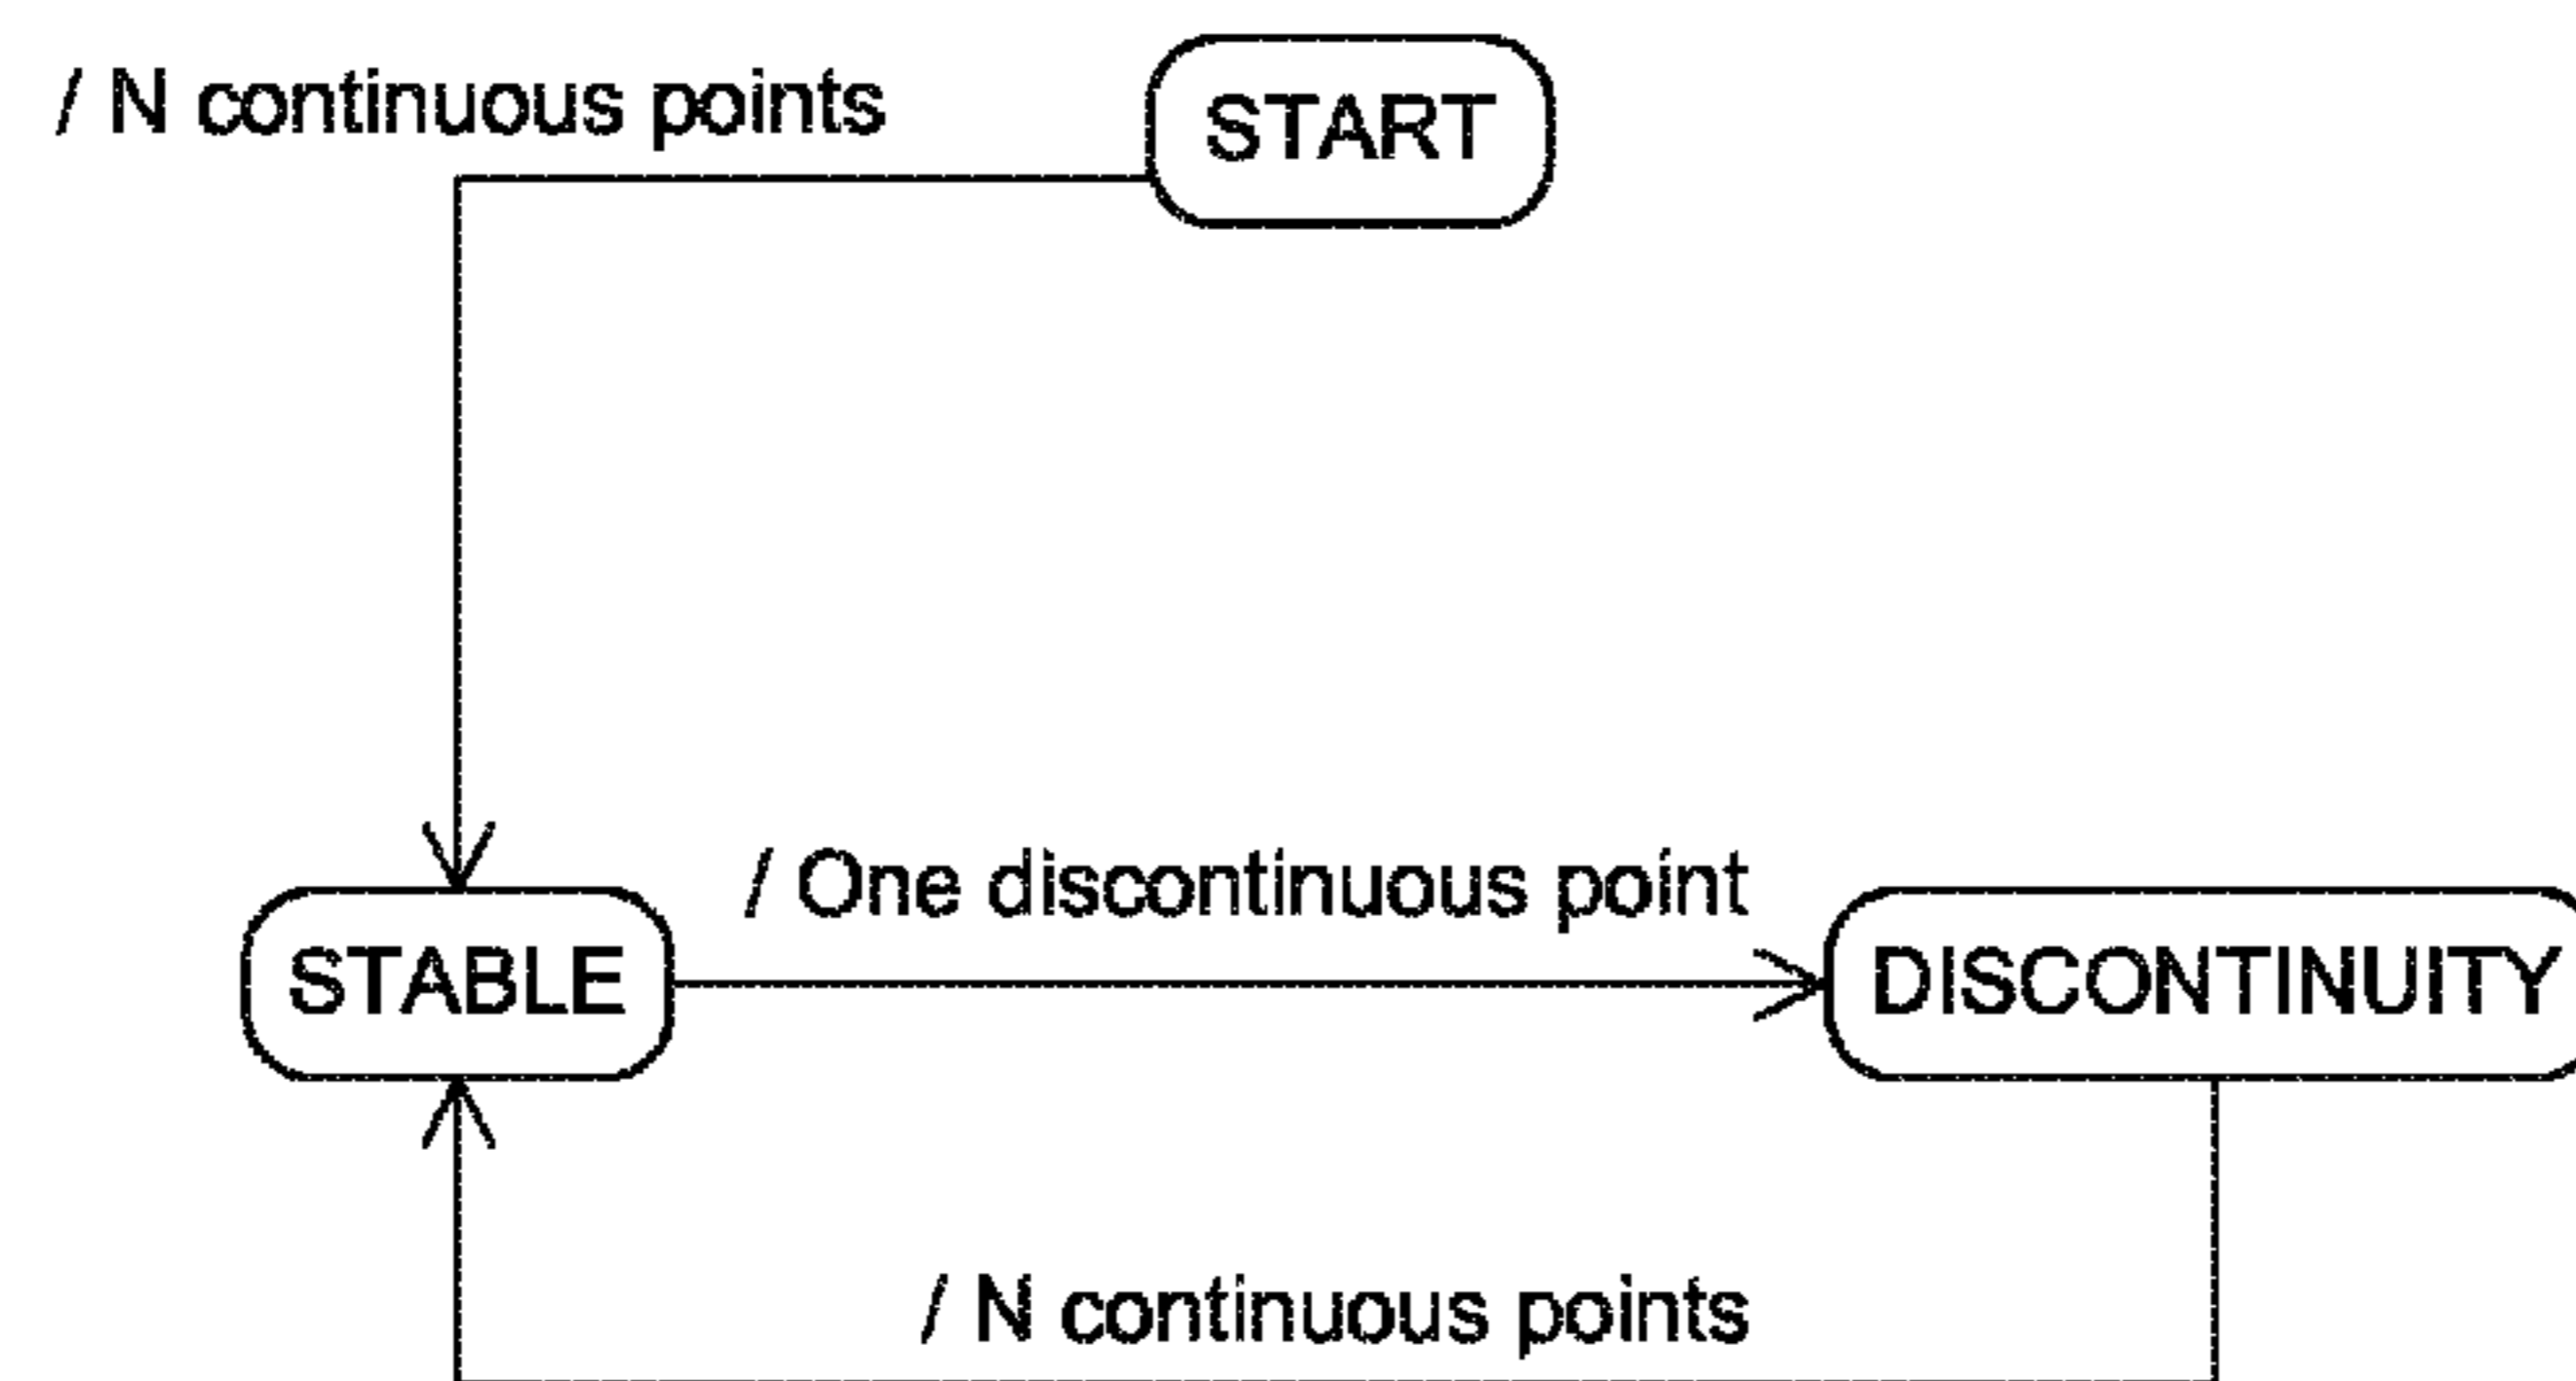 / N continuous points
START
/ One discontinuous point
STABLE
DISCONTINUITY
/ N continuous points